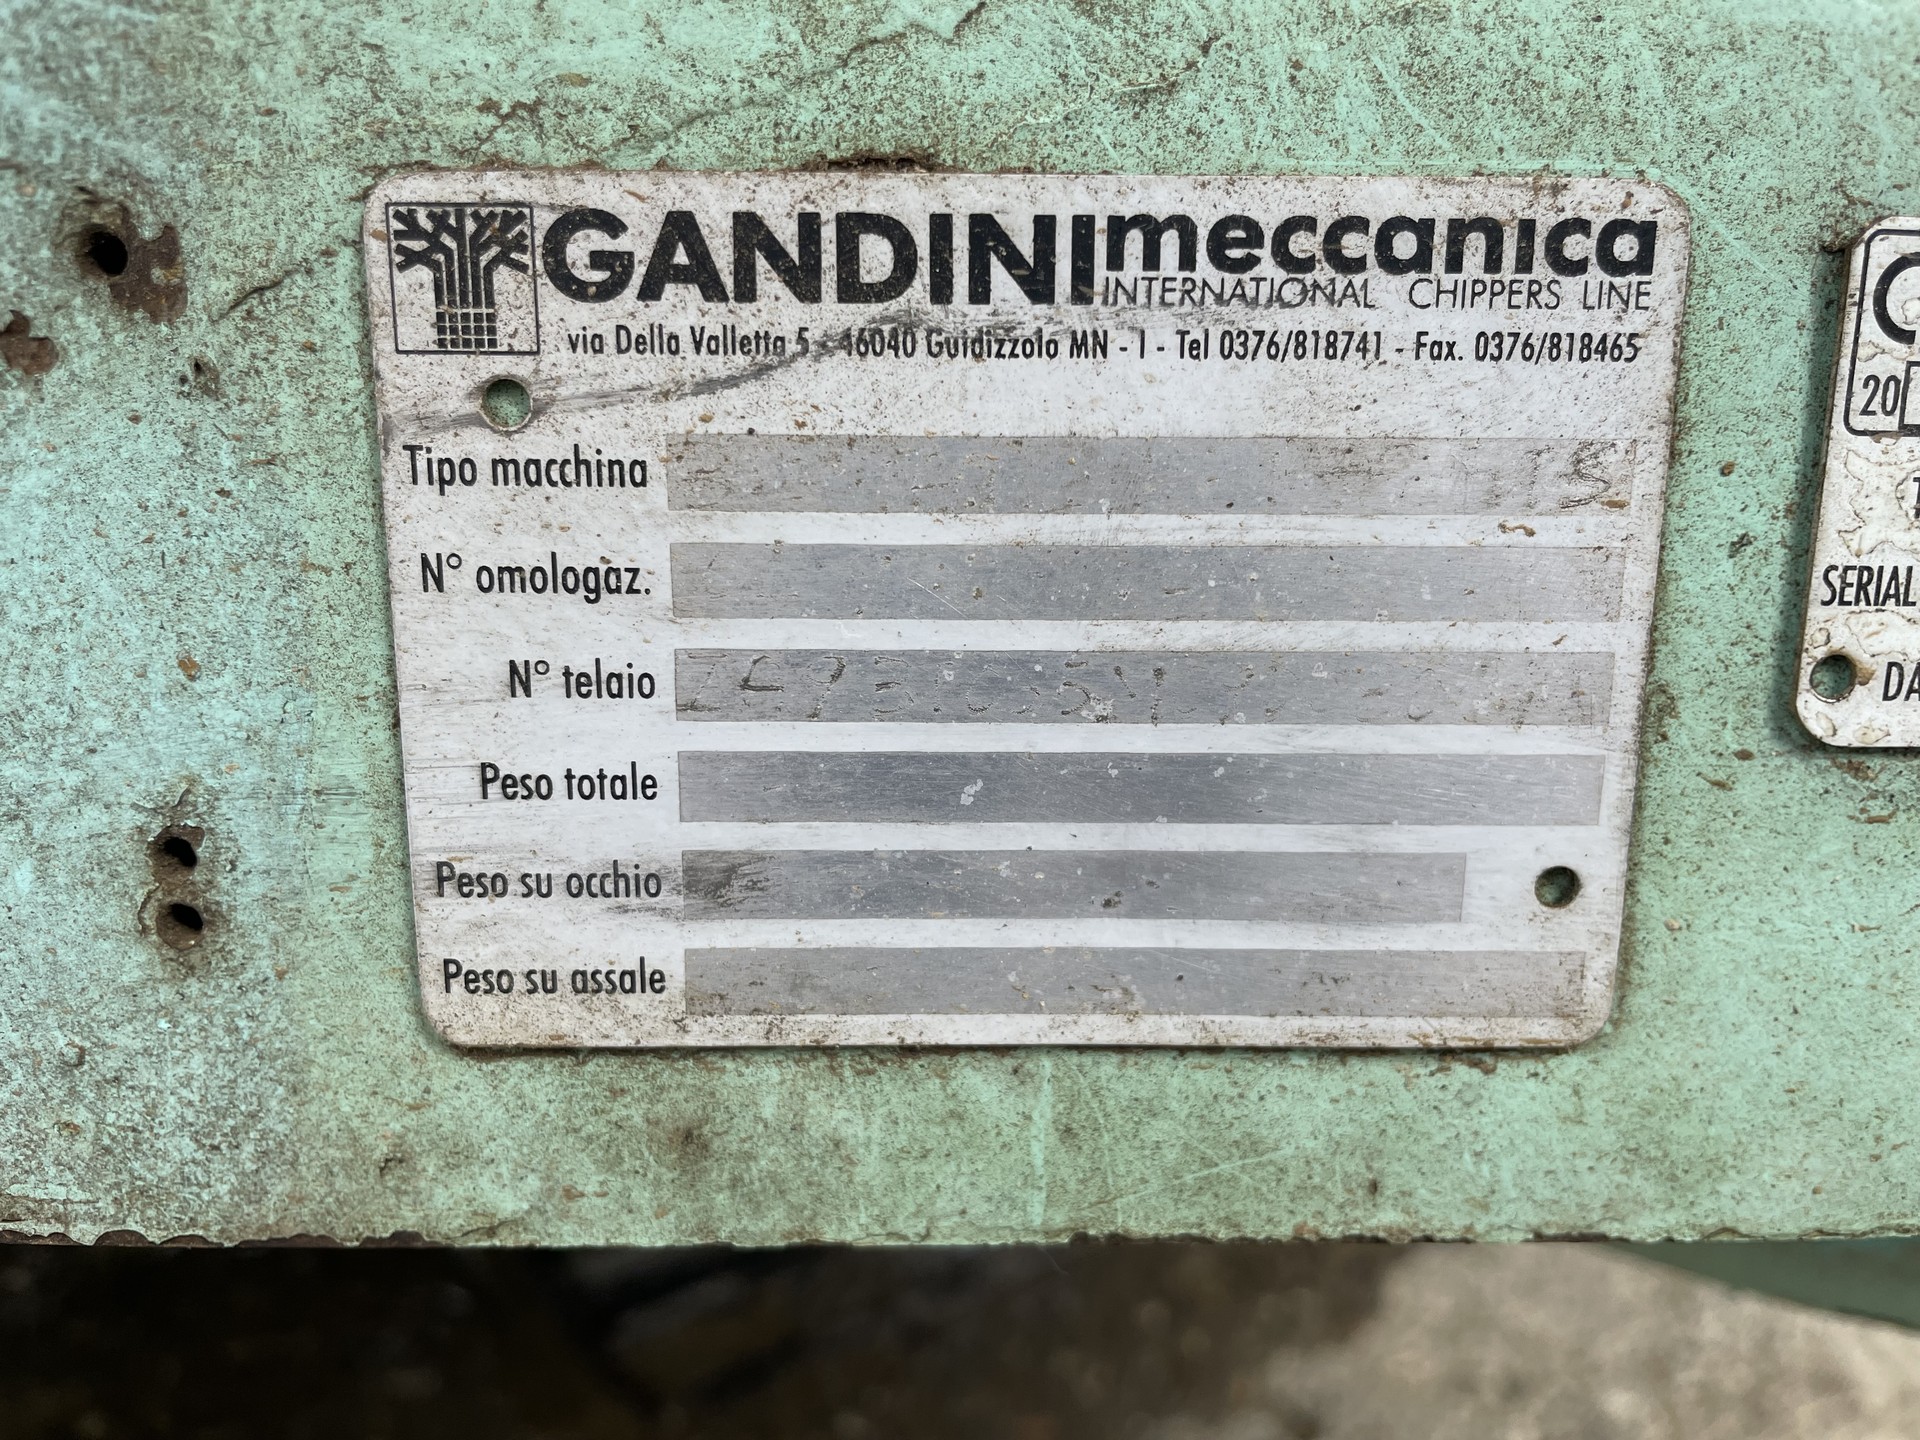 GANDINI meccanica
INTERNATIONAL CHIPPERS LINE
via Della Valletta 5 - 46040 Guidizzolo MN - I - Tel 0376/818741 - Fax. 0376/818465
Tipo macchina
N° omologaz.
N° telaio
Peso totale
Peso su occhio
Peso su assale
20
SERIAL